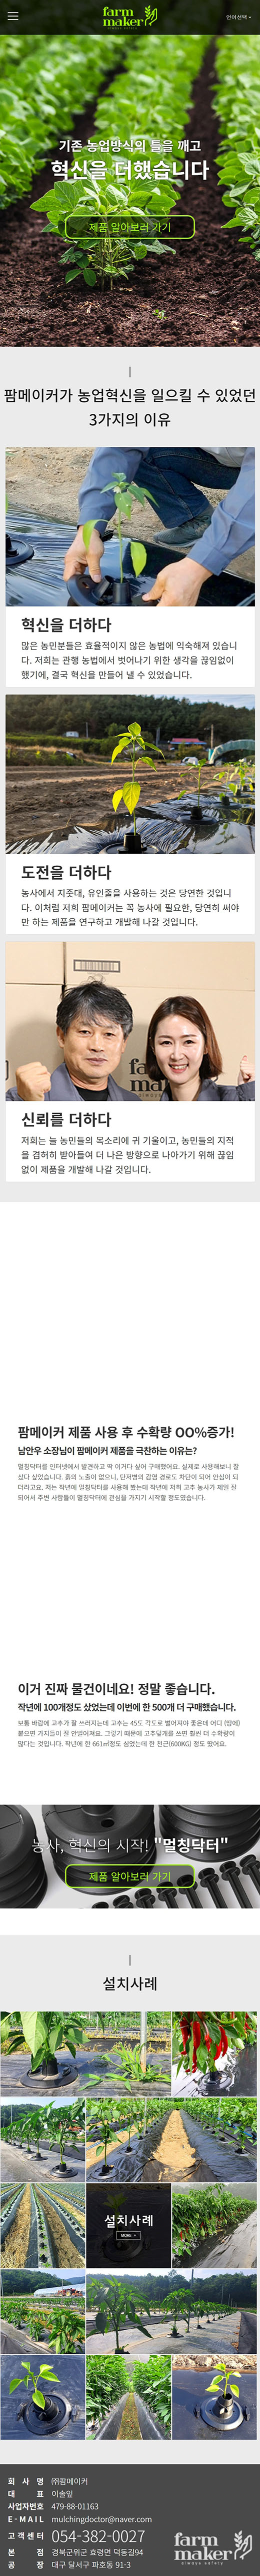 farm
maker
always safety
언어선택
기존 농업방식의 틀을 깨고
혁신을 더했습니다
제품 알아보러 가기
팜메이커가 농업혁신을 일으킬 수 있었던
3가지의 이유
혁신을 더하다
많은 농민분들은 효율적이지 않은 농법에 익숙해져 있습니
다. 저희는 관행 농법에서 벗어나기 위한 생각을 끊임없이
했기에, 결국 혁신을 만들어 낼 수 있었습니다.
도전을 더하다
농사에서 지줏대, 유인줄을 사용하는 것은 당연한 것입니
다. 이처럼 저희 팜메이커는 꼭 농사에 필요한, 당연히 써야
만 하는 제품을 연구하고 개발해 나갈 것입니다.
신뢰를 더하다
저희는 늘 농민들의 목소리에 귀 기울이고, 농민들의 지적
을 겸허히 받아들여 더 나은 방향으로 나아가기 위해 끊임
없이 제품을 개발해 나갈 것입니다.
팜메이커 제품 사용 후 수확량 OO%증가!
남안우 소장님이 팜메이커 제품을 극찬하는 이유는?
멀칭닥터를 인터넷에서 발견하고 딱 이거다 싶어 구매했어요. 실제로 사용해보니 잘
샀다 싶었습니다. 흙의 노출이 없으니, 탄저병의 감염 경로도 차단이 되어 안심이 되
더라고요. 저는 작년에 멀칭닥터를 사용해 봤는데 작년에 저희 고추 농사가 제일 잘
되어서 주변 사람들이 멀칭닥터에 관심을 가지기 시작할 정도였습니다.
이거 진짜 물건이네요! 정말 좋습니다.
작년에 100개정도 샀었는데 이번에 한 500개 더 구매했습니다.
보통 바람에 고추가 잘 쓰러지는데 고추는 45도 각도로 벌어져야 좋은데 어디 (땅에)
붙으면 가지들이 잘 안벌어져요. 그렇기 때문에 고추덮개를 쓰면 훨씬 더 수확량이
많다는 것입니다. 작년에 한 661㎡정도 심었는데 한 천근(600KG) 정도 땄어요.
농사, 혁신의 시작! "멀칭닥터"
제품 알아보러 가기
설치사례
설치사례
MORE +
회 사 명 ㈜팜메이커
대 표 이솔잎
사업자번호 479-88-01163
E-MAIL mulchingdoctor@naver.com
고객센터 054-382-0027
본 점 경북군위군 효령면 덕동길94
공 장 대구 달서구 파호동 91-3
farm
maker
always safety